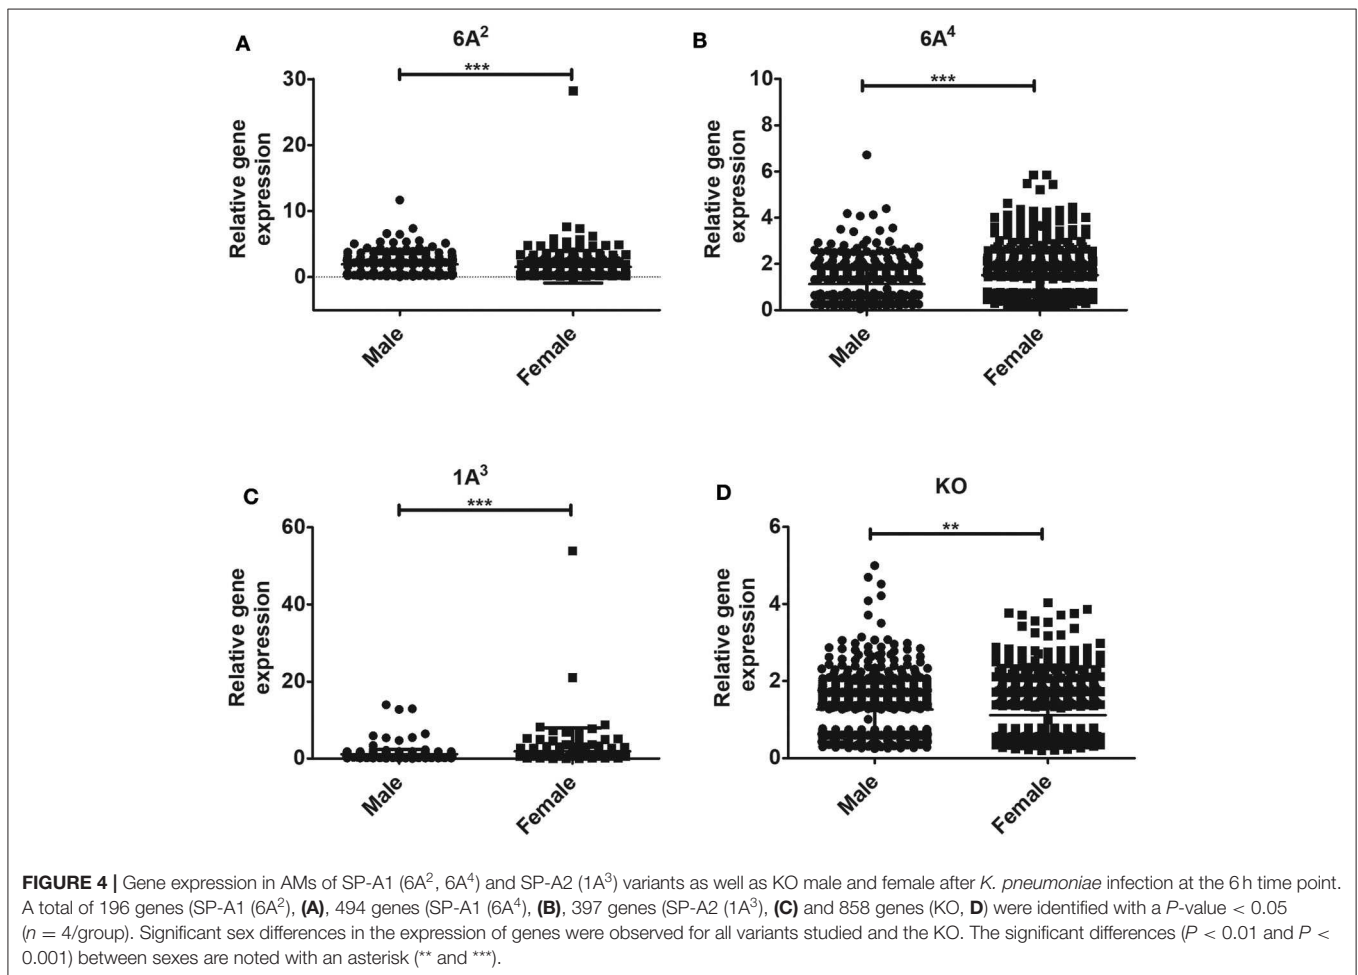 A
6A²
***
Relative gene
expression
30
20
10
0
Male
Female
B
6A⁴
***
Relative gene
expression
10
8
6
4
2
0
Male
Female
C
1A³
***
Relative gene
expression
60
40
20
0
Male
Female
D
KO
**
Relative gene
expression
6
4
2
0
Male
Female
FIGURE 4 | Gene expression in AMs of SP-A1 (6A², 6A⁴) and SP-A2 (1A³) variants as well as KO male and female after K. pneumoniae infection at the 6 h time point.
A total of 196 genes (SP-A1 (6A²), (A), 494 genes (SP-A1 (6A⁴), (B), 397 genes (SP-A2 (1A³), (C) and 858 genes (KO, D) were identified with a P-value < 0.05
(n = 4/group). Significant sex differences in the expression of genes were observed for all variants studied and the KO. The significant differences (P < 0.01 and P <
0.001) between sexes are noted with an asterisk (** and ***).